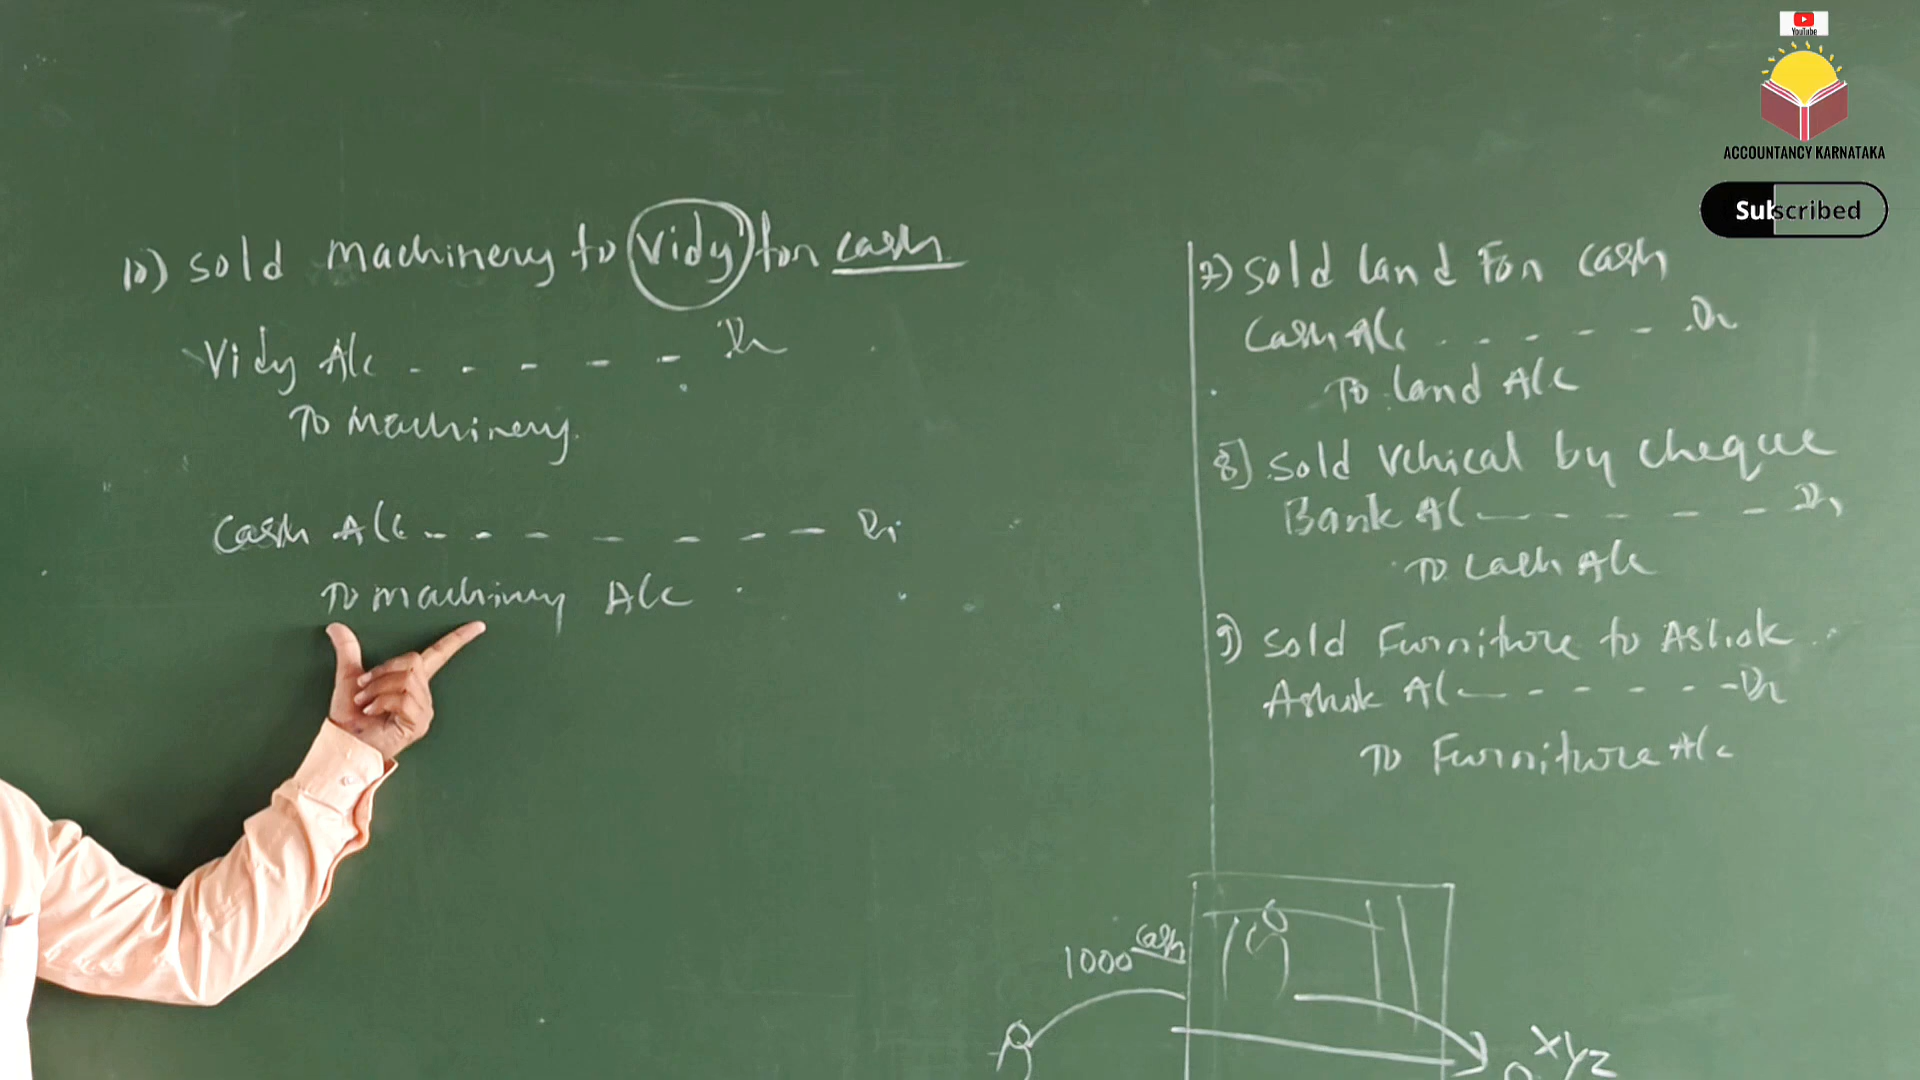 10) Sold machinery to Vidy for cash
Vidy A/c - - - - - Dr
To Machinery
Cash A/c - - - - - - - Dr
To machinery A/c
7) Sold land For cash
Cash A/c - - - - - Dr
To land A/c
8) Sold Vehical by cheque
Bank A/c - - - - - Dr
To Cash A/c
9) Sold Furniture to Ashok
Ashok A/c - - - - - Dr
To Furniture A/c
1000 cash
XYZ
YouTube
ACCOUNTANCY KARNATAKA
Subscribed